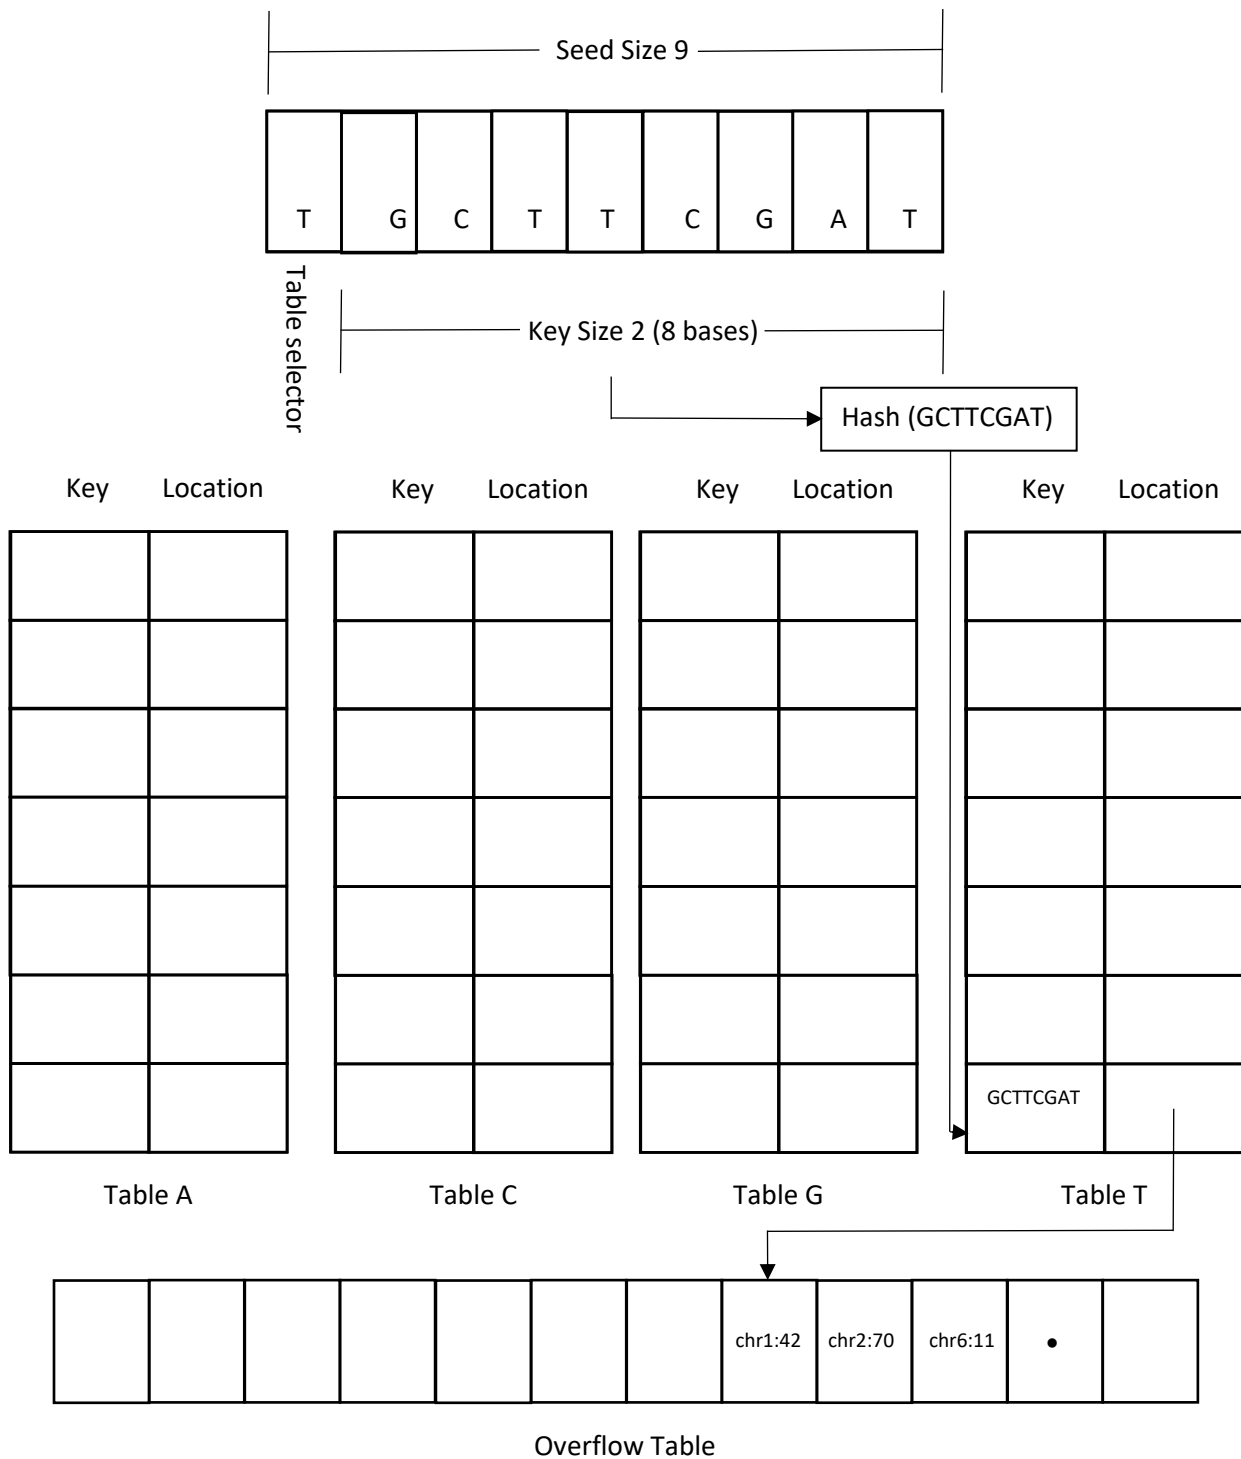 Seed Size 9
T G C T T C G A T
Table selector
Key Size 2 (8 bases)
Hash (GCTTCGAT)
Key Location Key Location Key Location Key Location
GCTTCGAT
Table A Table C Table G Table T
chr1:42 chr2:70 chr6:11 •
Overflow Table